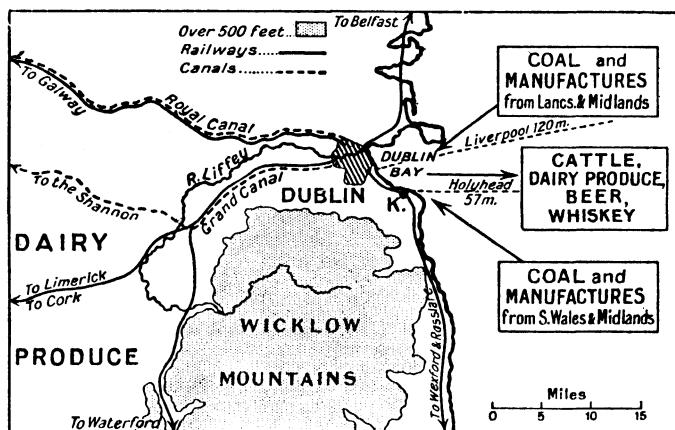 To Belfast
Over 500 feet...
Railways......
Canals.........
To Galway
Royal Canal
COAL and
MANUFACTURES
from Lancs. & Midlands
Liverpool 120 m.
R. Liffey
DUBLIN
BAY
To the Shannon
Grand Canal
DUBLIN
K.
Holyhead
57 m.
CATTLE,
DAIRY PRODUCE,
BEER,
WHISKEY
DAIRY
To Limerick
To Cork
COAL and
MANUFACTURES
from S. Wales & Midlands
WICKLOW
PRODUCE
MOUNTAINS
To Wexford & Rosslare
To Waterford
Miles
0 5 10 15